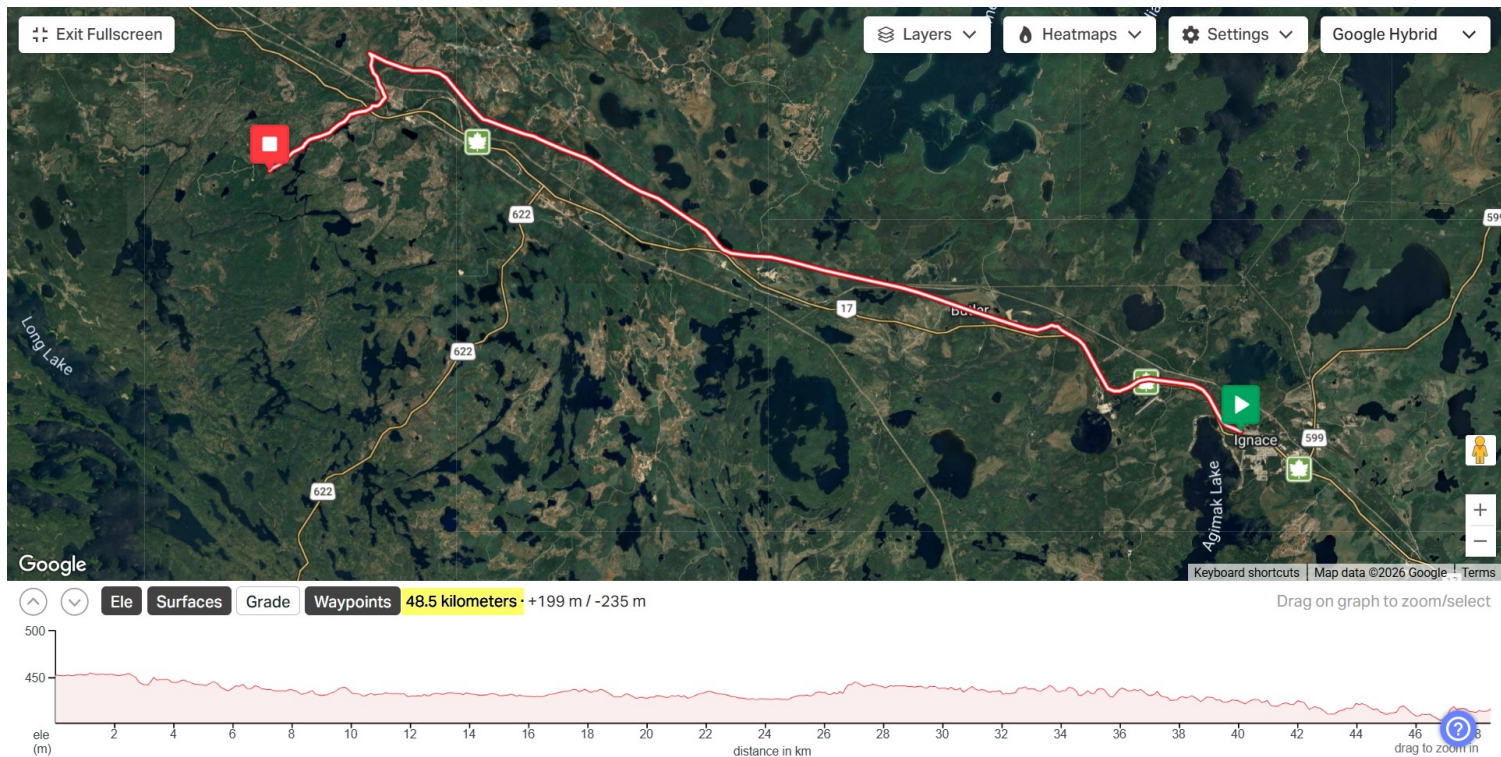 Exit Fullscreen
Layers
Heatmaps
Settings
Google Hybrid
622
599
17
Butler
Long Lake
622
Ignace
599
622
Agimak Lake
Google
Keyboard shortcuts
Map data ©2026 Google
Terms
Ele
Surfaces
Grade
Waypoints
48.5 kilometers · +199 m / -235 m
Drag on graph to zoom/select
500
450
ele
(m)
2 4 6 8 10 12 14 16 18 20 22 24 26 28 30 32 34 36 38 40 42 44 46
distance in km
drag to zoom in